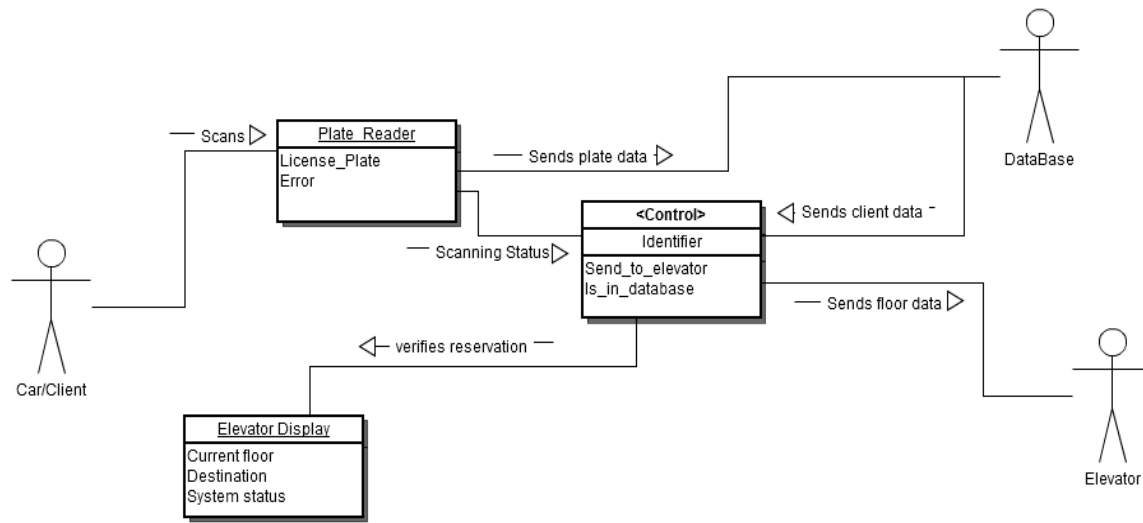 DataBase
Scans
Plate_Reader
License_Plate
Error
Sends plate data
<Control>
Identifier
Send_to_elevator
Is_in_database
Sends client data
Scanning Status
Sends floor data
verifies reservation
Car/Client
Elevator Display
Current floor
Destination
System status
Elevator